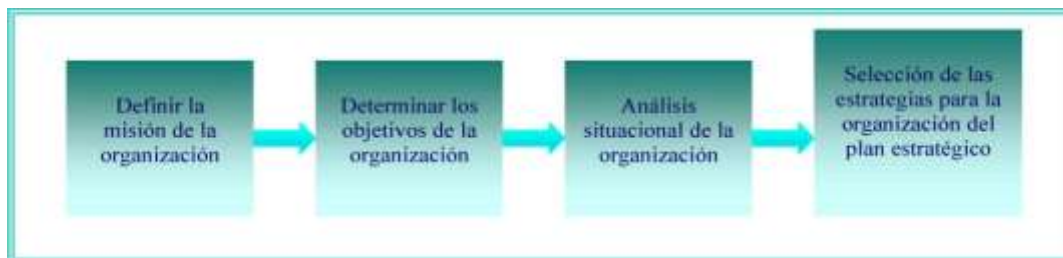 Definir la
misión de la
organización
Determinar los
objetivos de la
organización
Análisis
situacional de la
organización
Selección de las
estrategias para la
organización del
plan estratégico